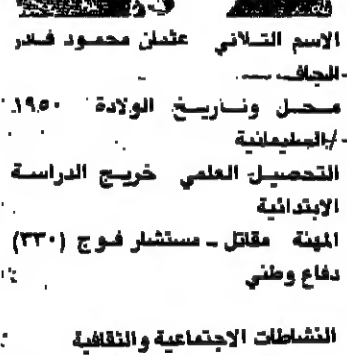 الاسم الثلاثي عثمان محمود قادر
الجاف
محل وتاريخ الولادة ١٩٥٠
/السليمانية
التحصيل العلمي خريج الدراسة
الابتدائية
المهنة مقاتل - مستشار فوج (٣٣٠)
دفاع وطني
النشاطات الاجتماعية والثقافية